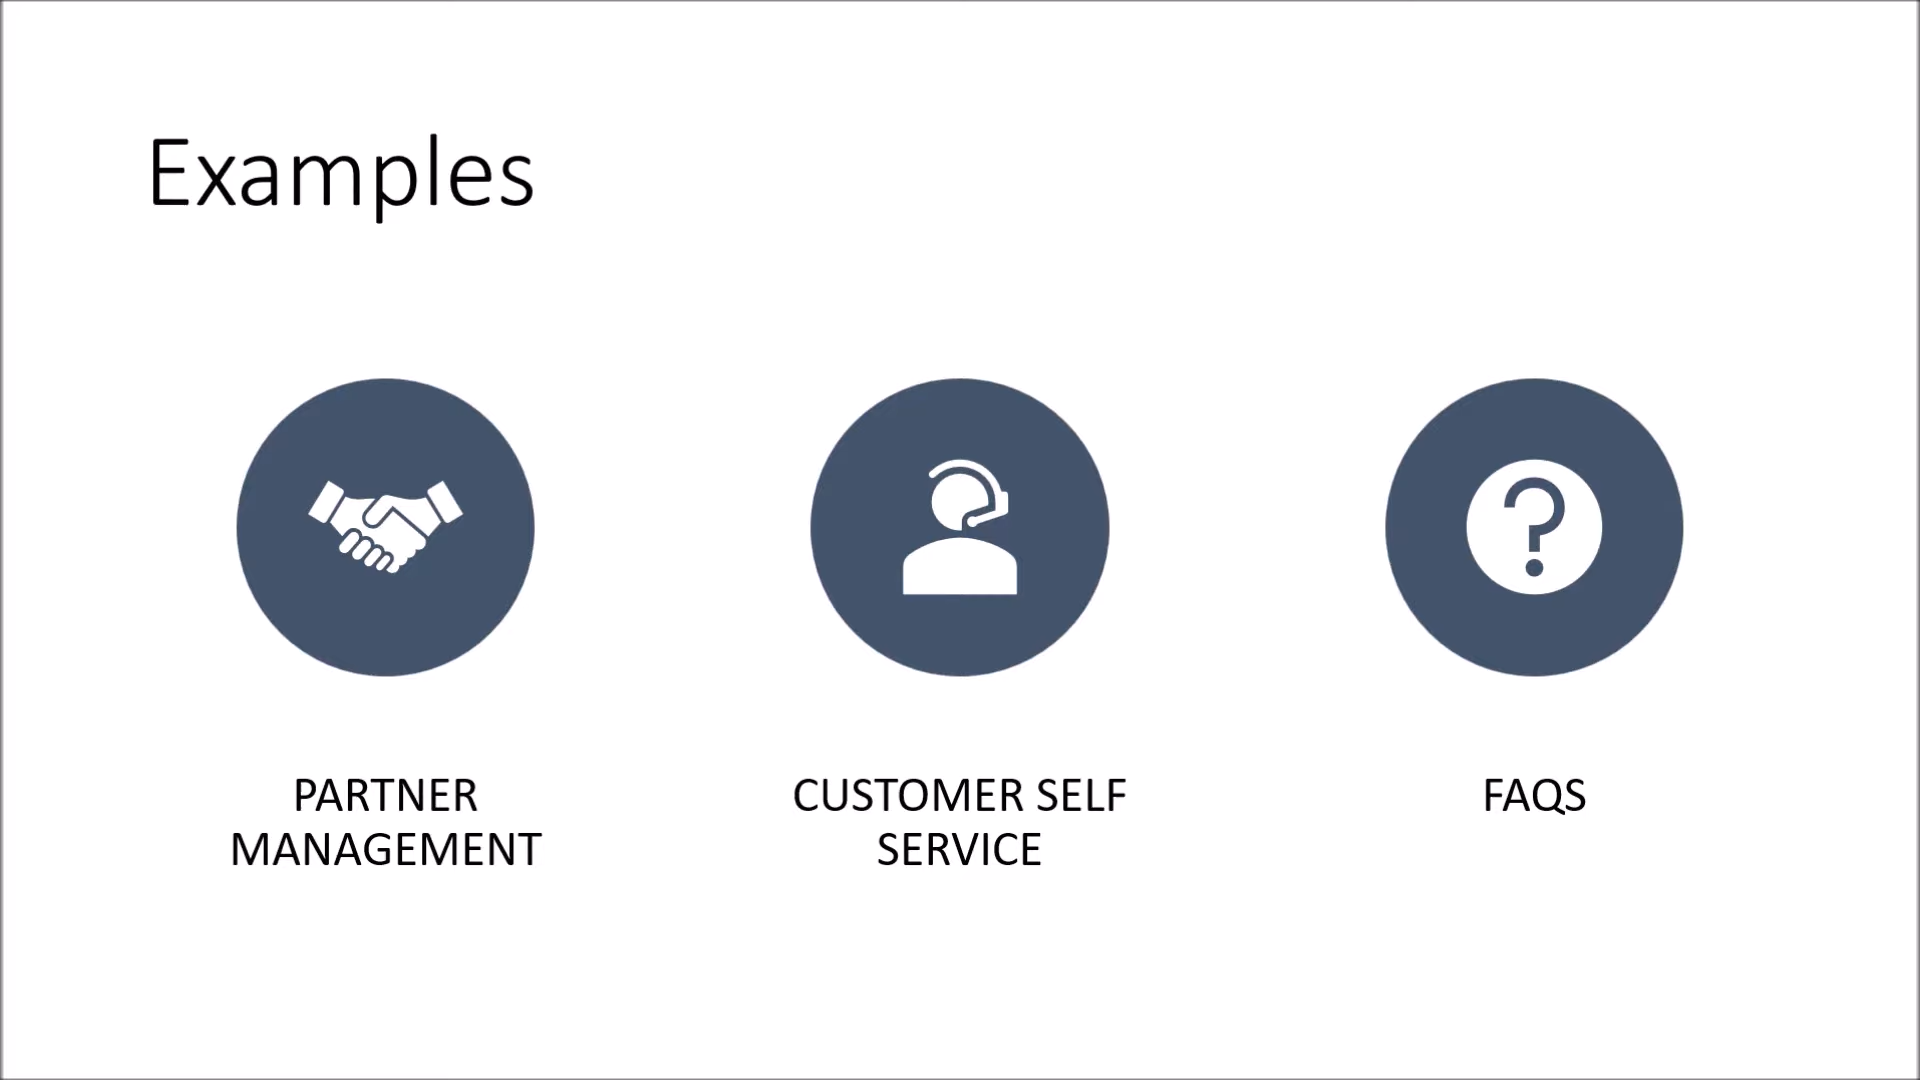 Examples
PARTNER
MANAGEMENT
CUSTOMER SELF
SERVICE
FAQS